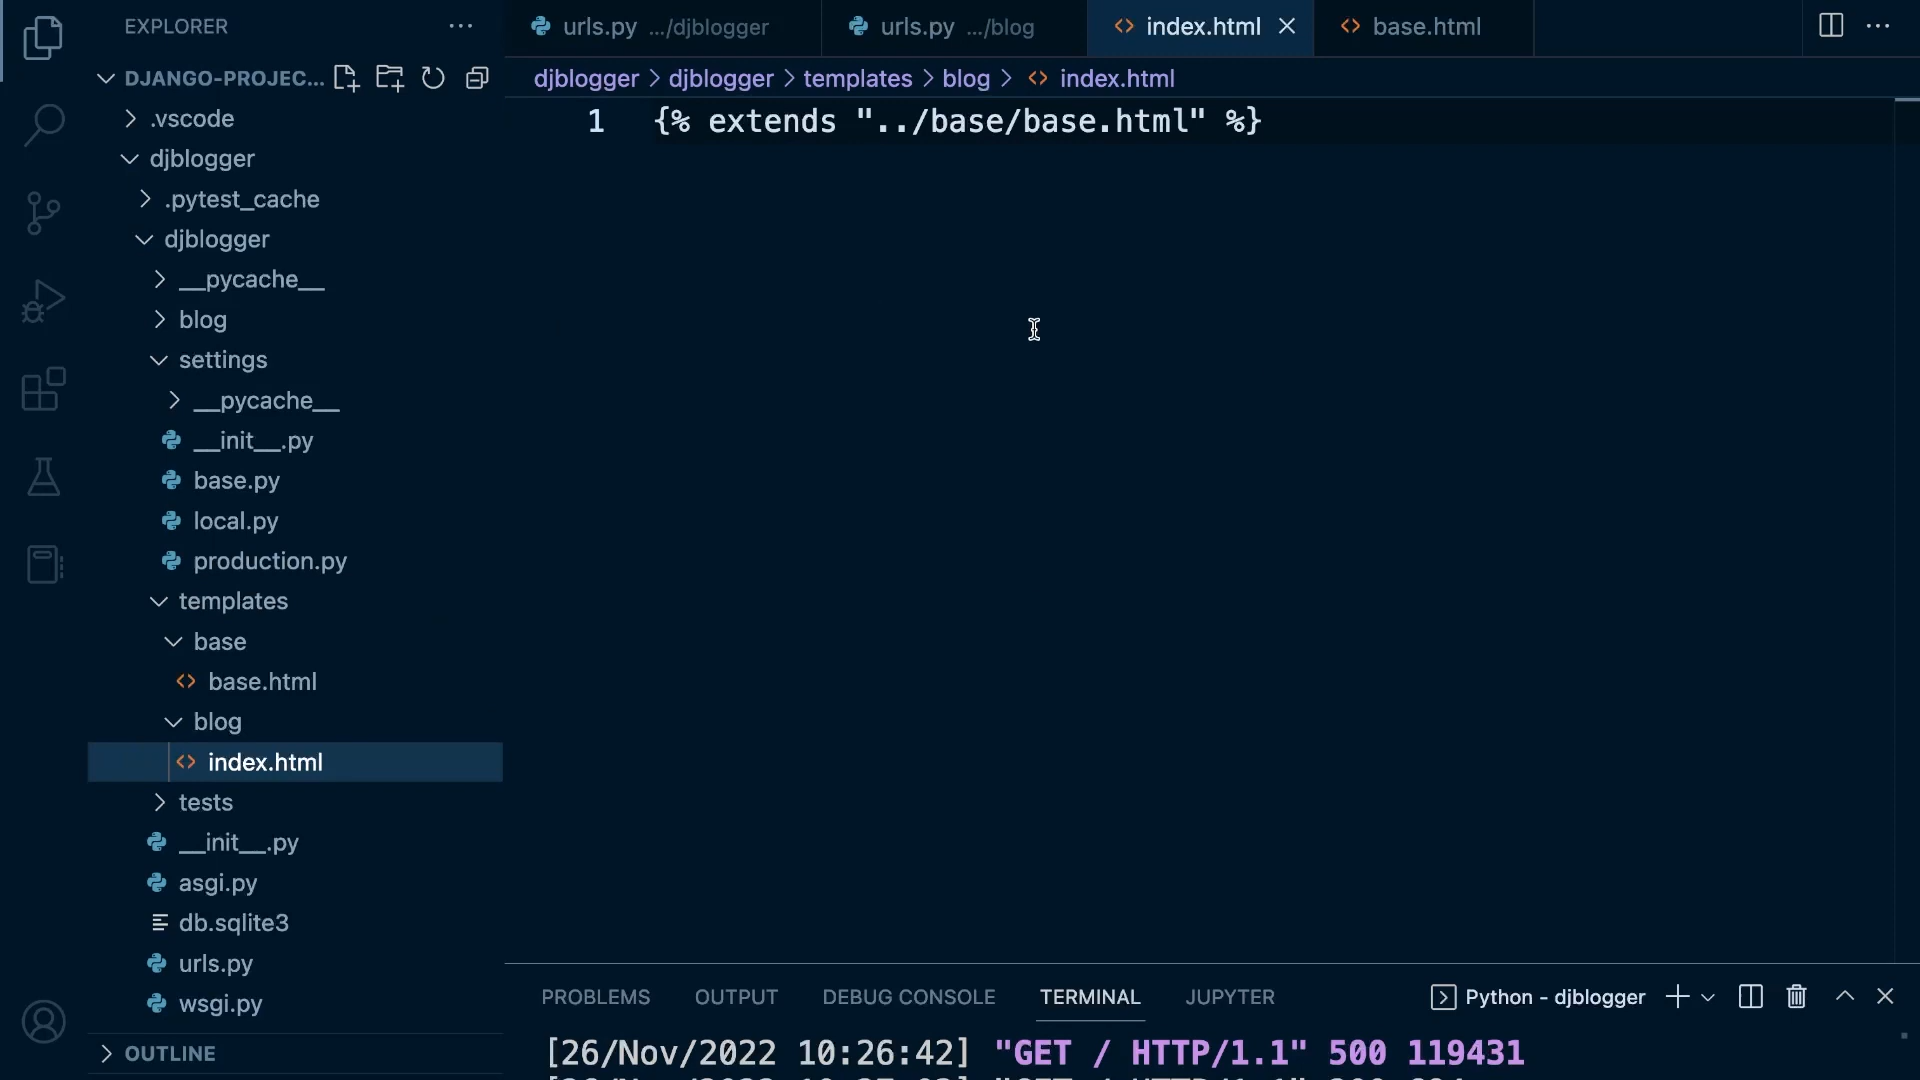 EXPLORER
urls.py .../djblogger
urls.py .../blog
index.html
base.html
DJANGO-PROJEC...
djblogger > djblogger > templates > blog > index.html
1 {% extends "../base/base.html" %}
.vscode
djblogger
.pytest_cache
djblogger
__pycache__
blog
settings
__pycache__
__init__.py
base.py
local.py
production.py
templates
base
base.html
blog
index.html
tests
__init__.py
asgi.py
db.sqlite3
urls.py
wsgi.py
OUTLINE
PROBLEMS OUTPUT DEBUG CONSOLE TERMINAL JUPYTER Python - djblogger
[26/Nov/2022 10:26:42] "GET / HTTP/1.1" 500 119431